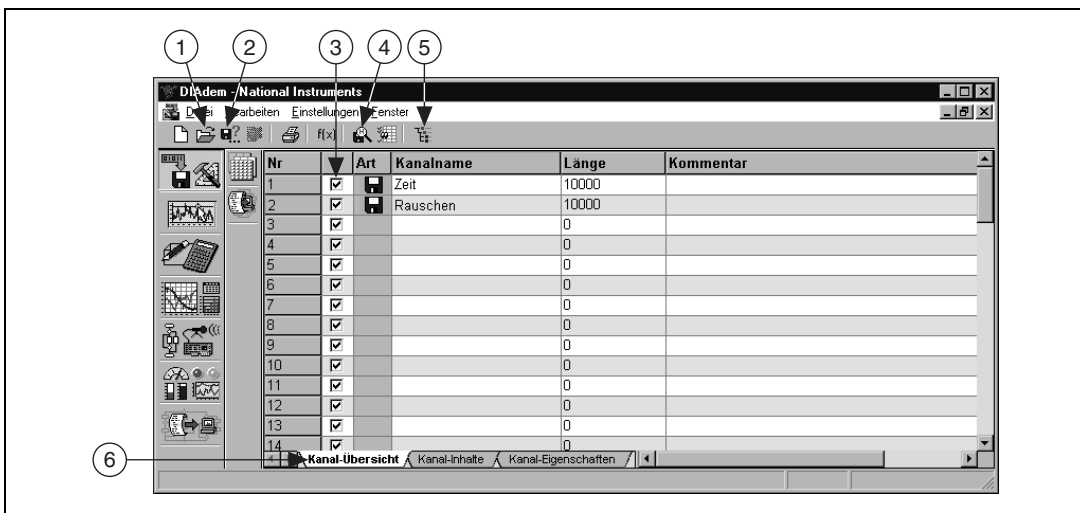 1 2 3 4 5
DIAdem - National Instruments
Datei Bearbeiten Einstellungen Fenster
f(x)
Nr Art Kanalname Länge Kommentar
1 Zeit 10000
2 Rauschen 10000
3 0
4 0
5 0
6 0
7 0
8 0
9 0
10 0
11 0
12 0
13 0
14 0
6
Kanal-Übersicht Kanal-Inhalte Kanal-Eigenschaften